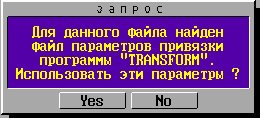 запрос
Для данного файла найден
файл параметров привязки
программы "TRANSFORM".
Использовать эти параметры ?
Yes No